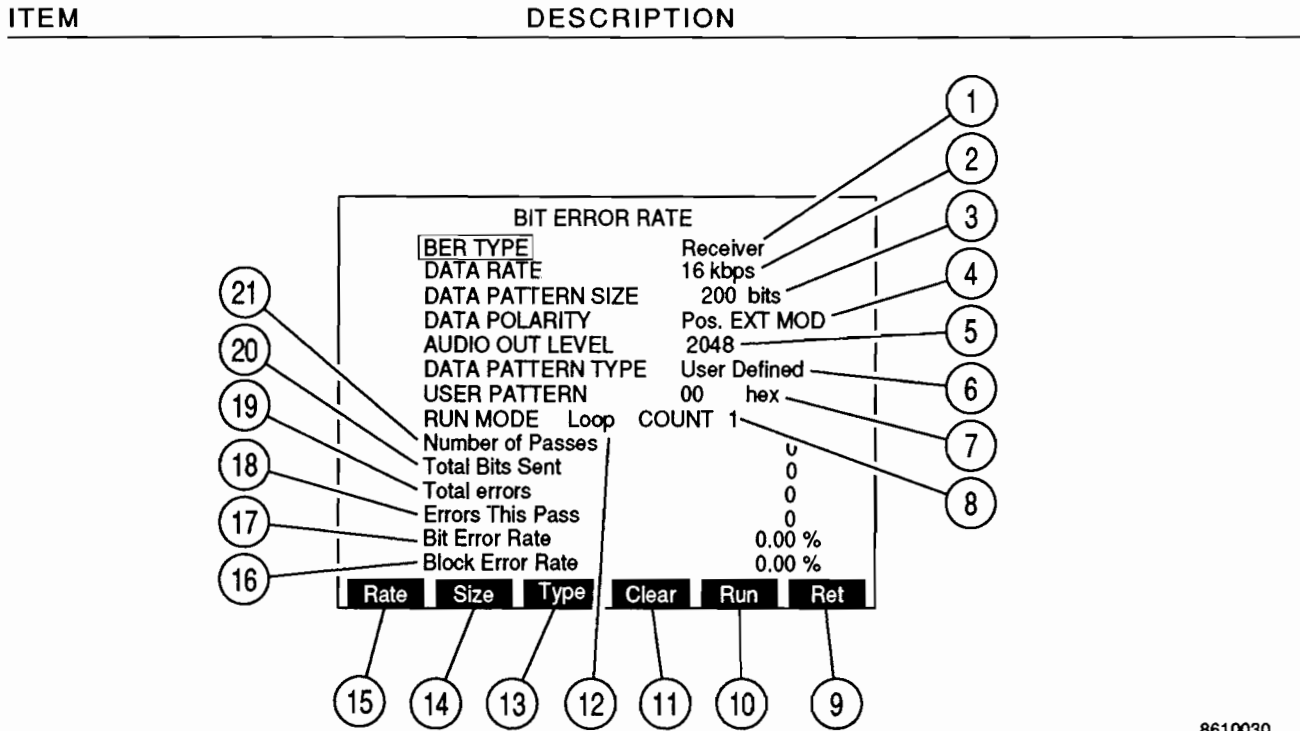 ITEM DESCRIPTION
1
2
3
4
5
6
7
8
21
20
19
18
17
16
BIT ERROR RATE
BER TYPE Receiver
DATA RATE 16 kbps
DATA PATTERN SIZE 200 bits
DATA POLARITY Pos. EXT MOD
AUDIO OUT LEVEL 2048
DATA PATTERN TYPE User Defined
USER PATTERN 00 hex
RUN MODE Loop COUNT 1
Number of Passes 0
Total Bits Sent 0
Total errors 0
Errors This Pass 0
Bit Error Rate 0.00 %
Block Error Rate 0.00 %
Rate Size Type Clear Run Ret
15 14 13 12 11 10 9
8610030